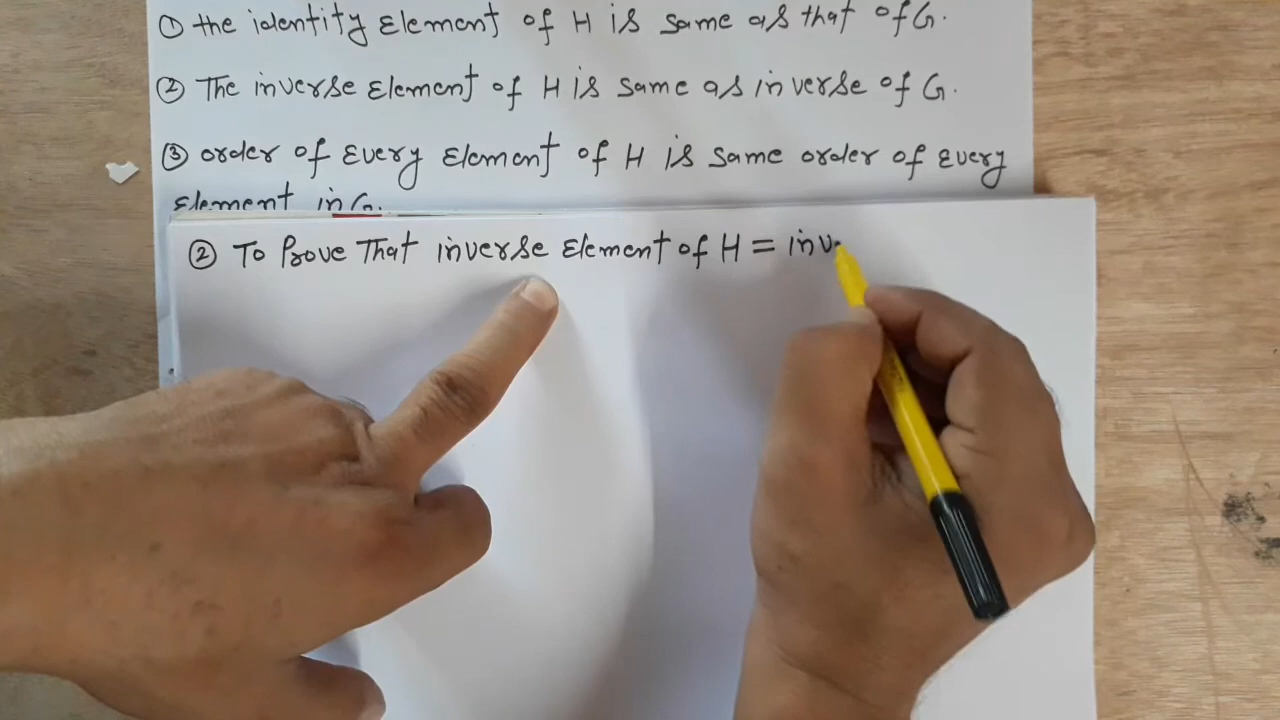 ① the identity Element of H is same as that of G.
② The inverse Element of H is same as inverse of G.
③ order of Every Element of H is same order of Every
Element in G.
② To Prove That inverse Element of H = inv